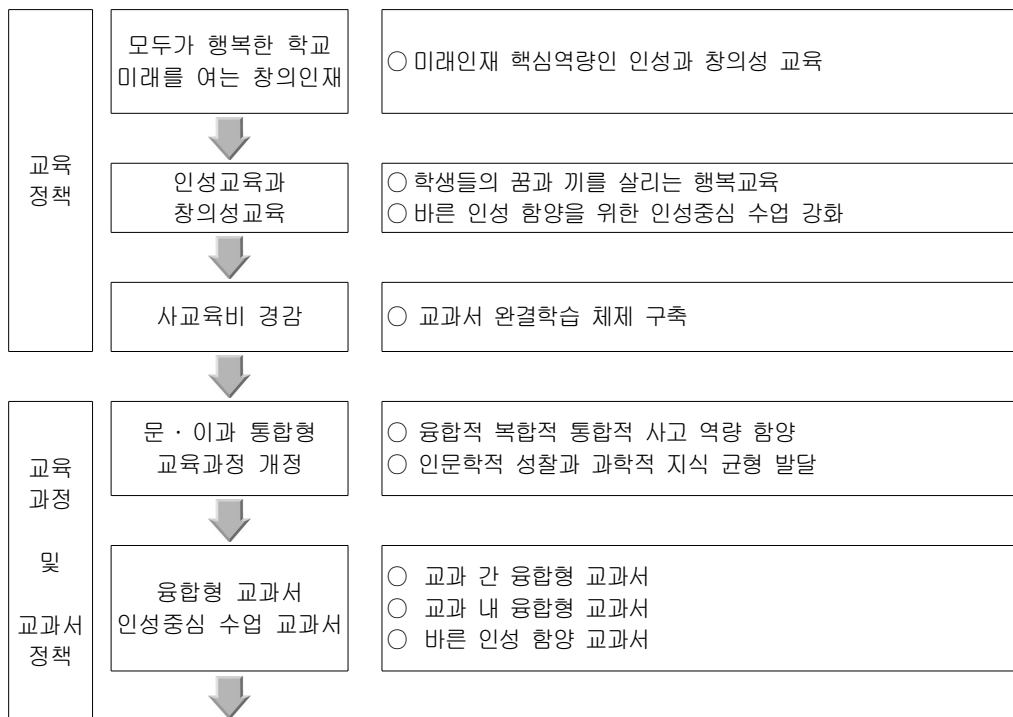 교육
정책
모두가 행복한 학교
미래를 여는 창의인재
○ 미래인재 핵심역량인 인성과 창의성 교육
인성교육과
창의성교육
○ 학생들의 꿈과 끼를 살리는 행복교육
○ 바른 인성 함양을 위한 인성중심 수업 강화
사교육비 경감
○ 교과서 완결학습 체제 구축
교육
과정
및
교과서
정책
문 · 이과 통합형
교육과정 개정
○ 융합적 복합적 통합적 사고 역량 함양
○ 인문학적 성찰과 과학적 지식 균형 발달
융합형 교과서
인성중심 수업 교과서
○ 교과 간 융합형 교과서
○ 교과 내 융합형 교과서
○ 바른 인성 함양 교과서